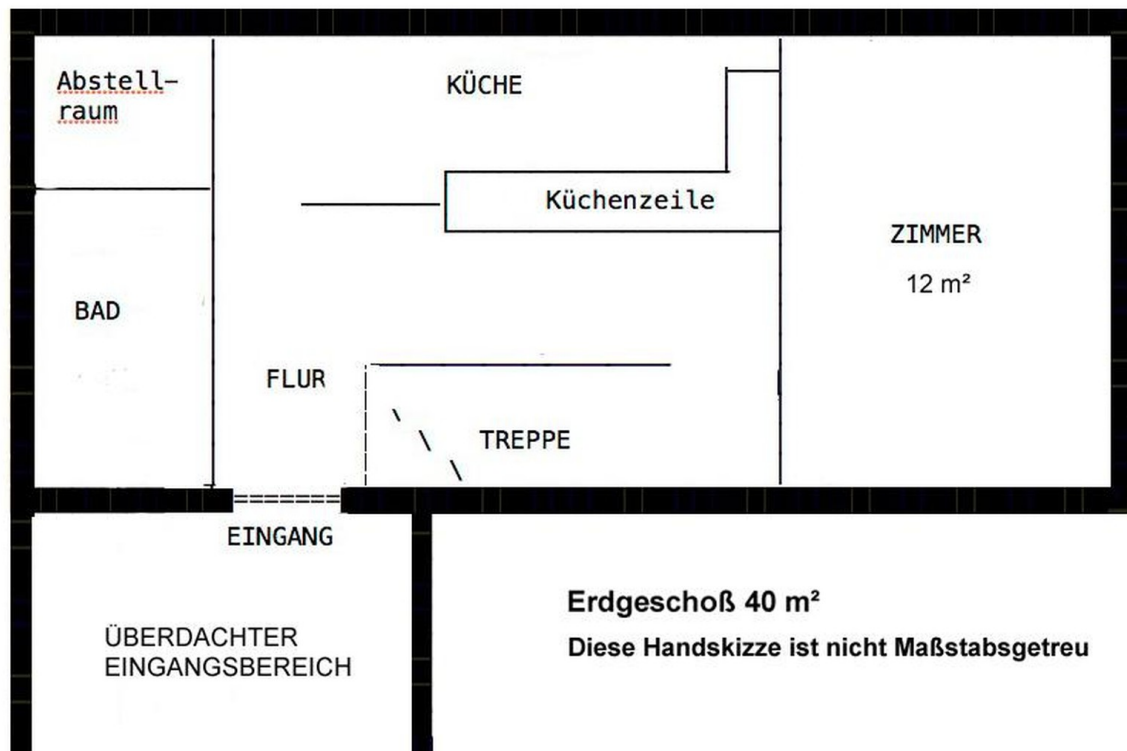 Abstell-
raum
KÜCHE
Küchenzeile
ZIMMER
12 m²
BAD
FLUR
TREPPE
EINGANG
ÜBERDACHTER
EINGANGSBEREICH
Erdgeschoß 40 m²
Diese Handskizze ist nicht Maßstabsgetreu